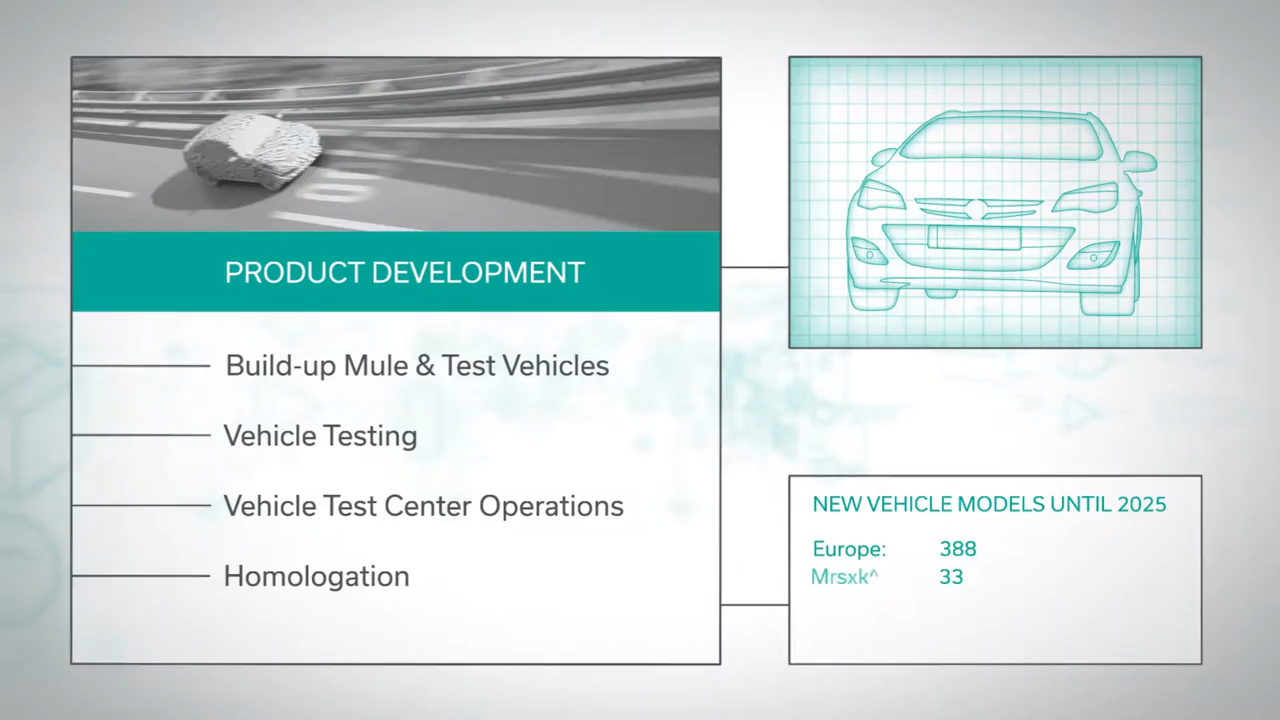 PRODUCT DEVELOPMENT
Build-up Mule & Test Vehicles
Vehicle Testing
Vehicle Test Center Operations
Homologation
NEW VEHICLE MODELS UNTIL 2025
Europe: 388
Mrsxk^ 33